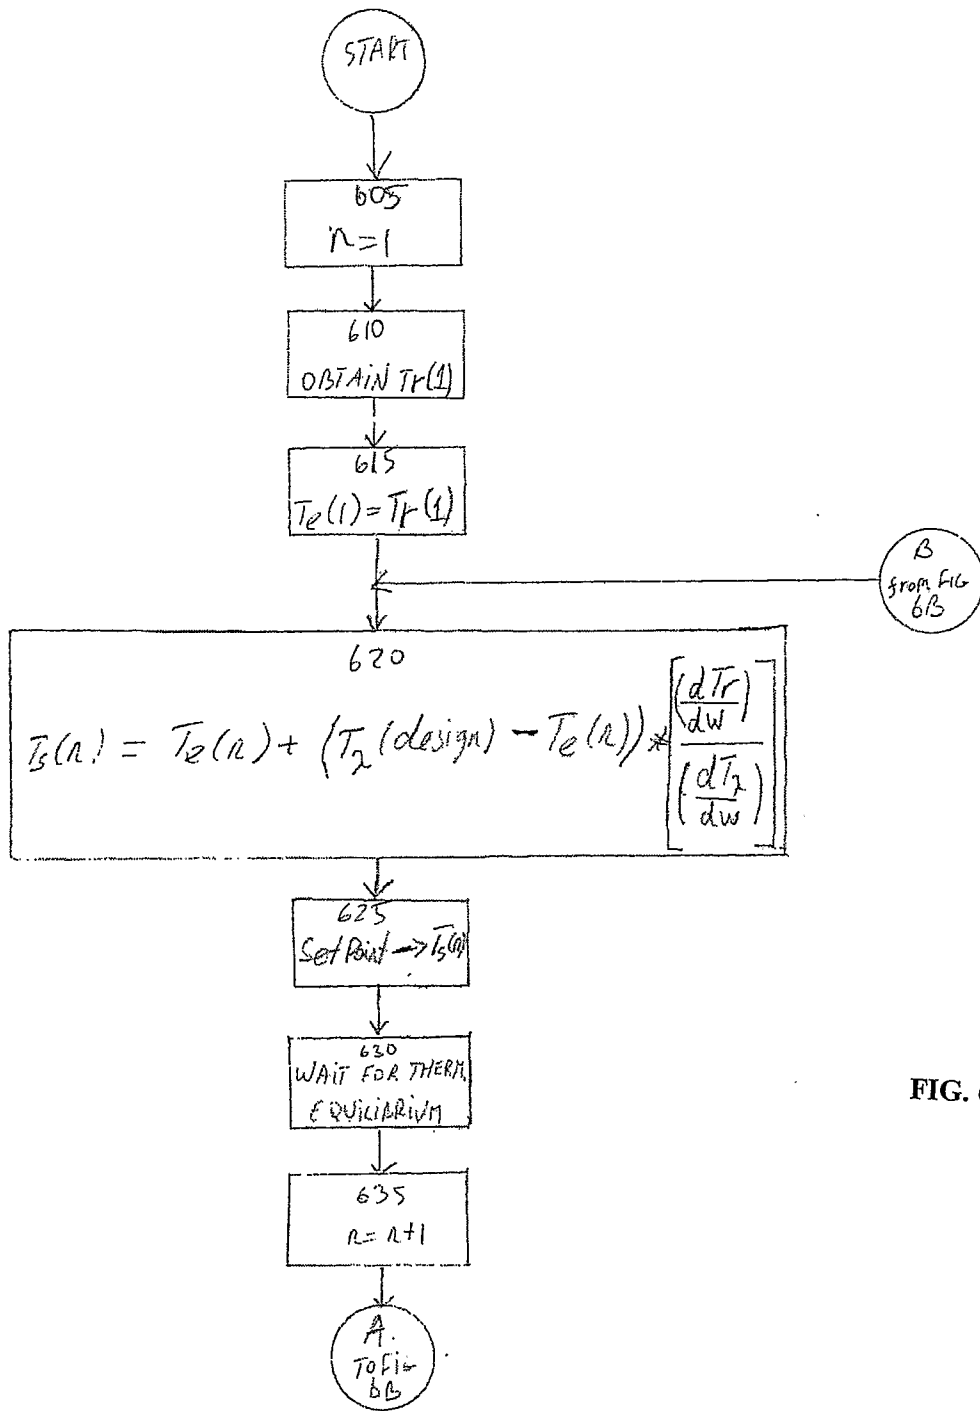 START
605
n=1
610
OBTAIN Tr(1)
615
Te(1)=Tr(1)
B
from FIG
6B
620
Ts(n) = Te(n) + (T2(design) - Te(n)) * [(dTr/dw)/(dT2/dw)]
625
Set Point -> Ts(n)
630
WAIT FOR THERM.
EQUILIBRIUM
635
n= n+1
FIG.
A.
TO FIG
6B